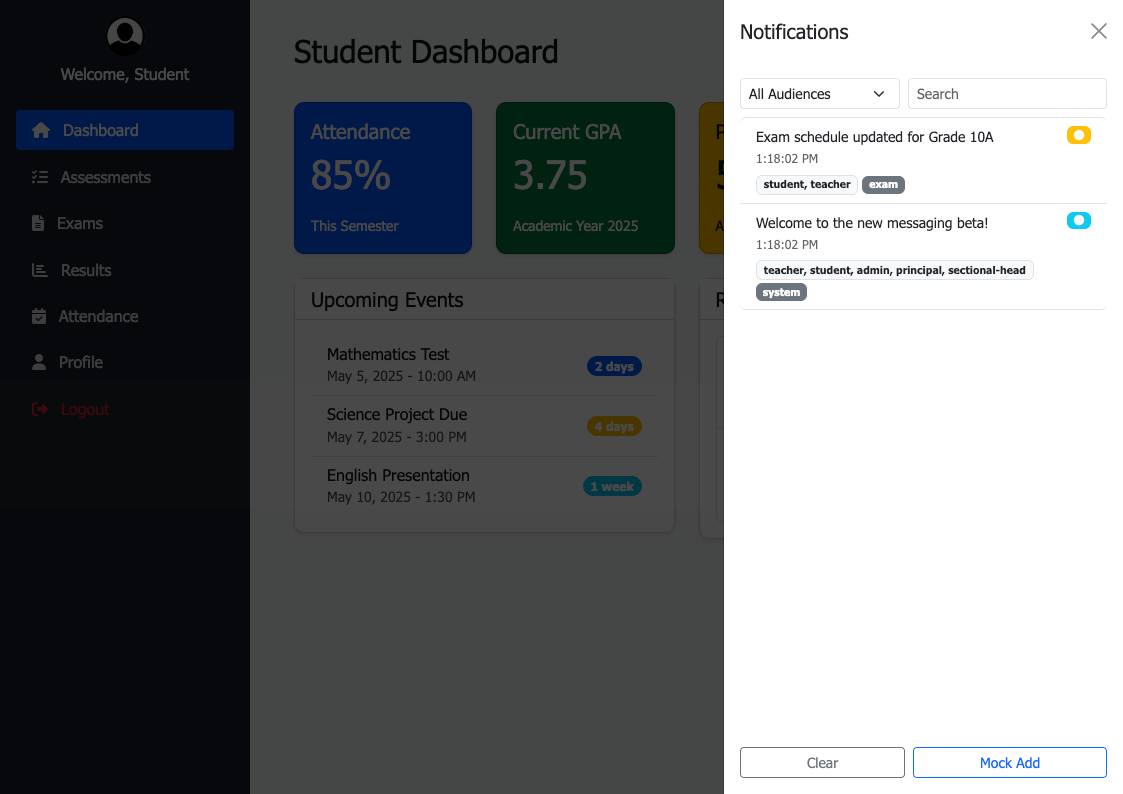 Welcome, Student
Dashboard
Assessments
Exams
Results
Attendance
Profile
Logout
Student Dashboard
Attendance
85%
This Semester
Current GPA
3.75
Academic Year 2025
Upcoming Events
Mathematics Test
May 5, 2025 - 10:00 AM
2 days
Science Project Due
May 7, 2025 - 3:00 PM
4 days
English Presentation
May 10, 2025 - 1:30 PM
1 week
Notifications
All Audiences
Search
Exam schedule updated for Grade 10A
1:18:02 PM
student, teacher exam
Welcome to the new messaging beta!
1:18:02 PM
teacher, student, admin, principal, sectional-head
system
Clear
Mock Add